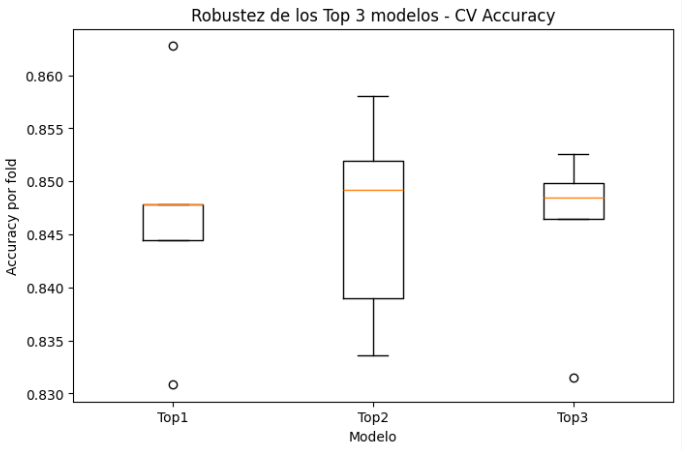 Robustez de los Top 3 modelos - CV Accuracy
Accuracy por fold
0.860
0.855
0.850
0.845
0.840
0.835
0.830
Top1
Top2
Top3
Modelo